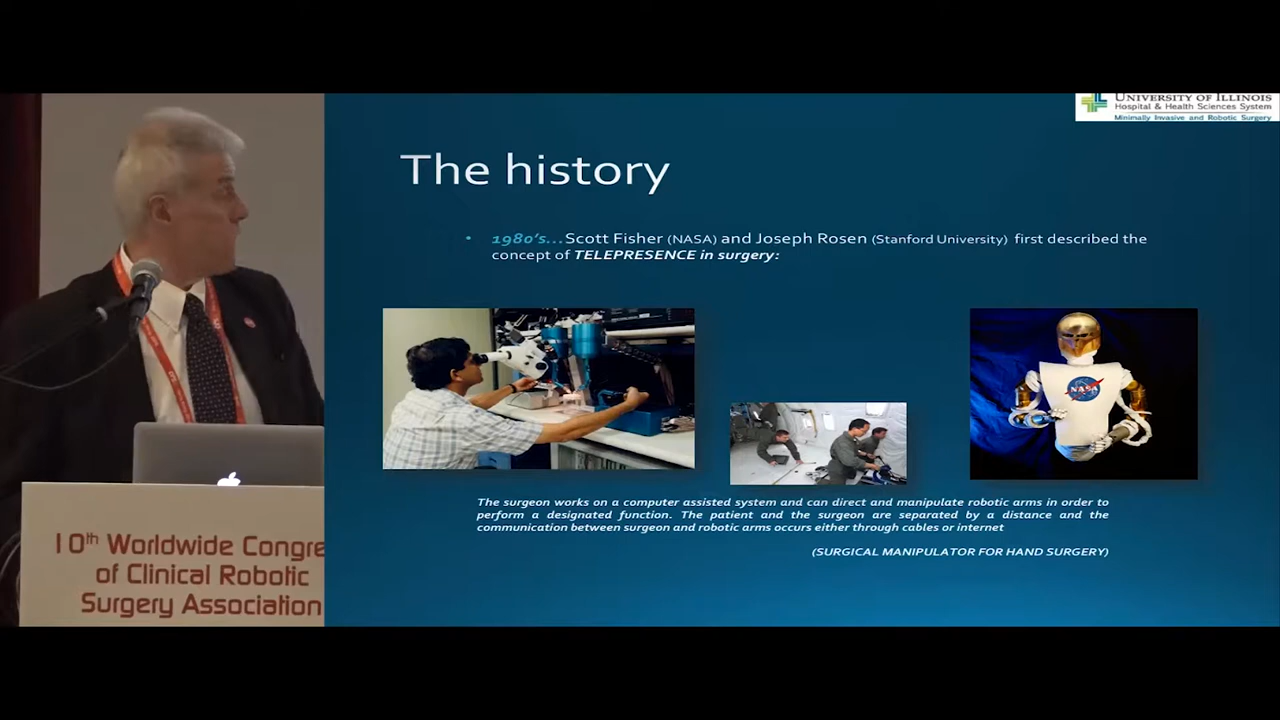 UNIVERSITY OF ILLINOIS
Hospital & Health Sciences System
Minimally Invasive and Robotic Surgery
The history
• 1980's...Scott Fisher (NASA) and Joseph Rosen (Stanford University) first described the
concept of TELEPRESENCE in surgery:
NASA
The surgeon works on a computer assisted system and can direct and manipulate robotic arms in order to
perform a designated function. The patient and the surgeon are separated by a distance and the
communication between surgeon and robotic arms occurs either through cables or internet
(SURGICAL MANIPULATOR FOR HAND SURGERY)
10th Worldwide Congre
of Clinical Robotic
Surgery Association